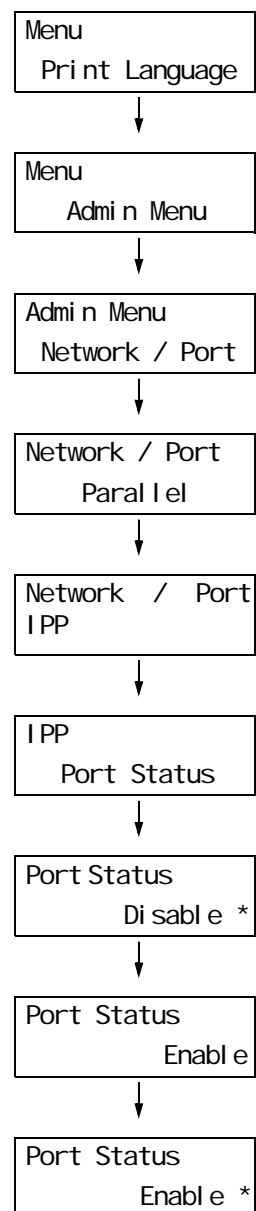 Menu
Print Language
Menu
Admin Menu
Admin Menu
Network / Port
Network / Port
Parallel
Network / Port
IPP
IPP
Port Status
Port Status
Disable *
Port Status
Enable
Port Status
Enable *